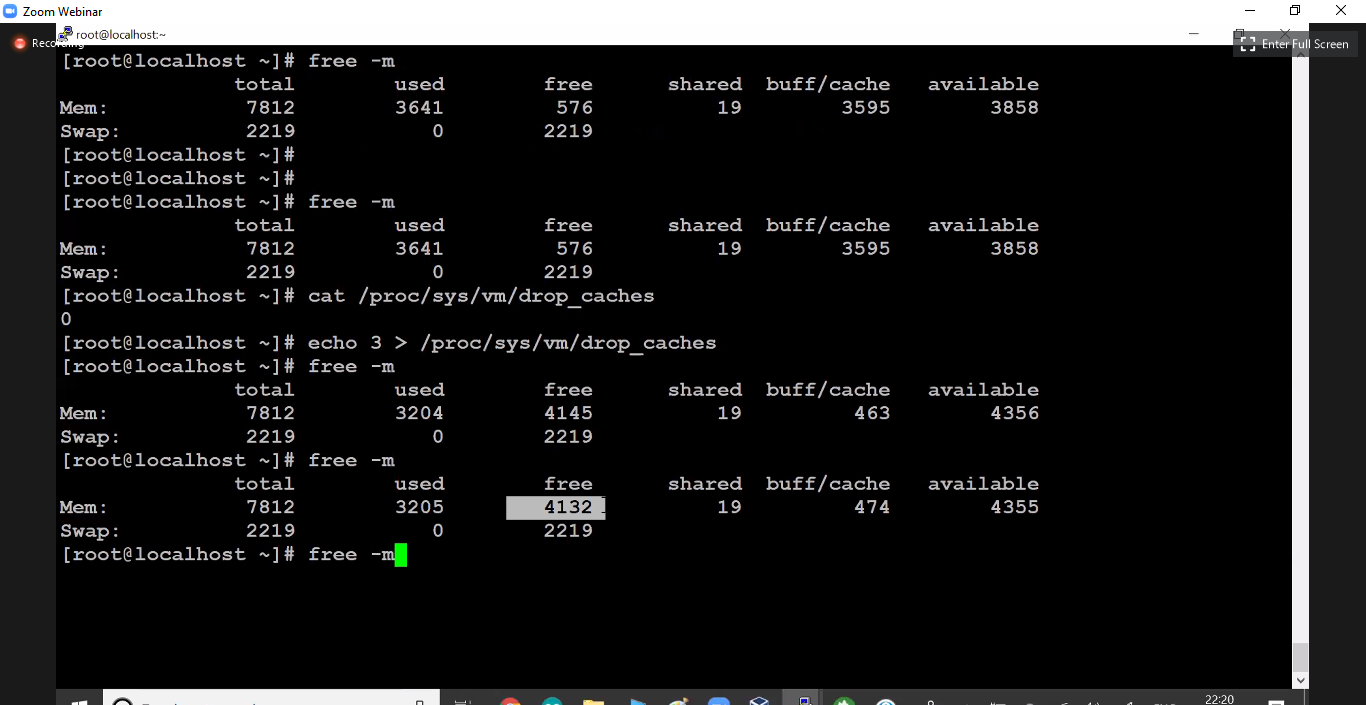 Zoom Webinar
root@localhost:~
Recording
Enter Full Screen
[root@localhost ~]# free -m
total used free shared buff/cache available
Mem: 7812 3641 576 19 3595 3858
Swap: 2219 0 2219
[root@localhost ~]#
[root@localhost ~]#
[root@localhost ~]# free -m
total used free shared buff/cache available
Mem: 7812 3641 576 19 3595 3858
Swap: 2219 0 2219
[root@localhost ~]# cat /proc/sys/vm/drop_caches
0
[root@localhost ~]# echo 3 > /proc/sys/vm/drop_caches
[root@localhost ~]# free -m
total used free shared buff/cache available
Mem: 7812 3204 4145 19 463 4356
Swap: 2219 0 2219
[root@localhost ~]# free -m
total used free shared buff/cache available
Mem: 7812 3205 4132 19 474 4355
Swap: 2219 0 2219
[root@localhost ~]# free -m
22:20